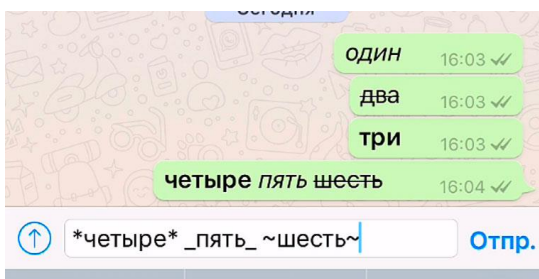 Сегодня
один 16:03
два 16:03
три 16:03
четыре пять шесть 16:04
*четыре* _пять_ ~шесть~ Отпр.